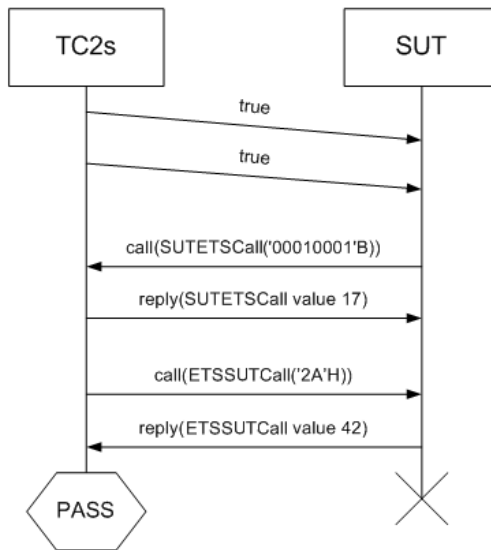 TC2s
SUT
true
true
call(SUTETSCall('00010001'B))
reply(SUTETSCall value 17)
call(ETSSUTCall('2A'H))
reply(ETSSUTCall value 42)
PASS